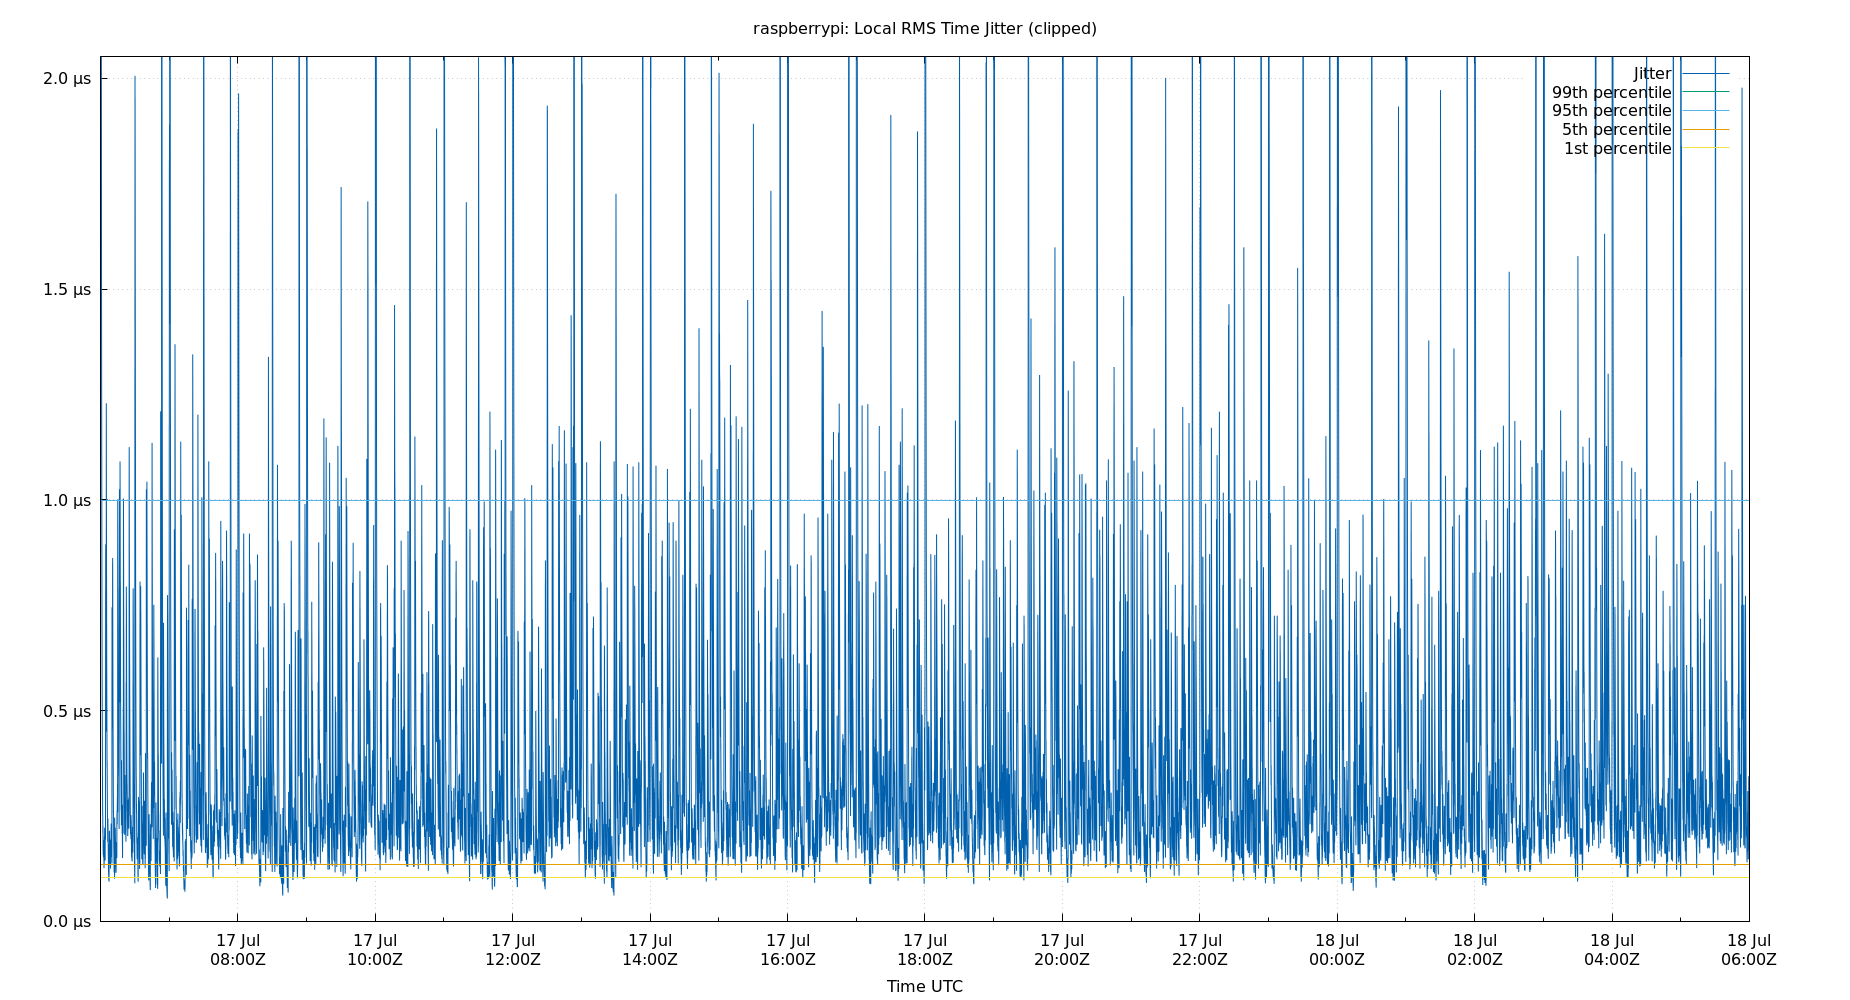 raspberrypi: Local RMS Time Jitter (clipped)
2.0 µs
1.5 µs
1.0 µs
0.5 µs
0.0 µs
Jitter
99th percentile
95th percentile
5th percentile
1st percentile
17 Jul 17 Jul 17 Jul 17 Jul 17 Jul 17 Jul 17 Jul 17 Jul 18 Jul 18 Jul 18 Jul 18 Jul
08:00Z 10:00Z 12:00Z 14:00Z 16:00Z 18:00Z 20:00Z 22:00Z 00:00Z 02:00Z 04:00Z 06:00Z
Time UTC